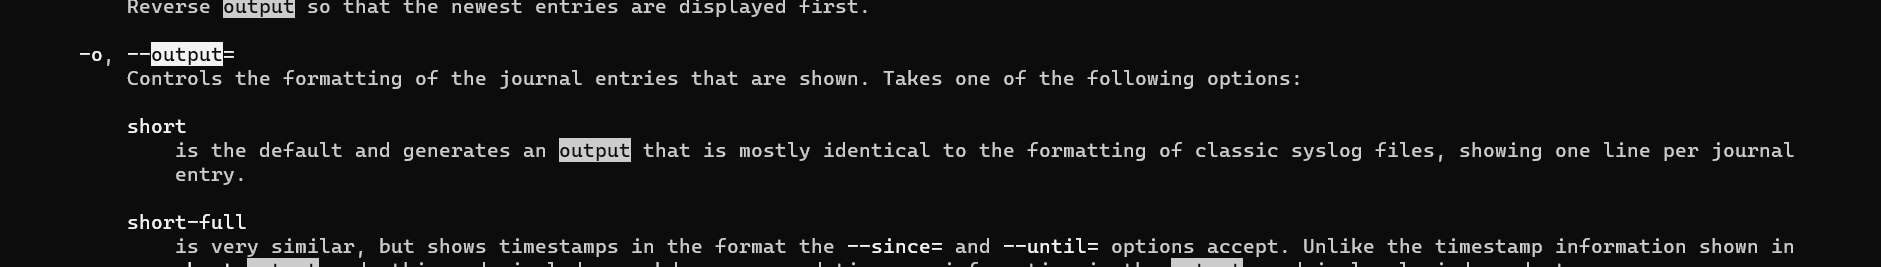 Reverse output so that the newest entries are displayed first.
-o, --output=
Controls the formatting of the journal entries that are shown. Takes one of the following options:
short
is the default and generates an output that is mostly identical to the formatting of classic syslog files, showing one line per journal
entry.
short-full
is very similar, but shows timestamps in the format the --since= and --until= options accept. Unlike the timestamp information shown in